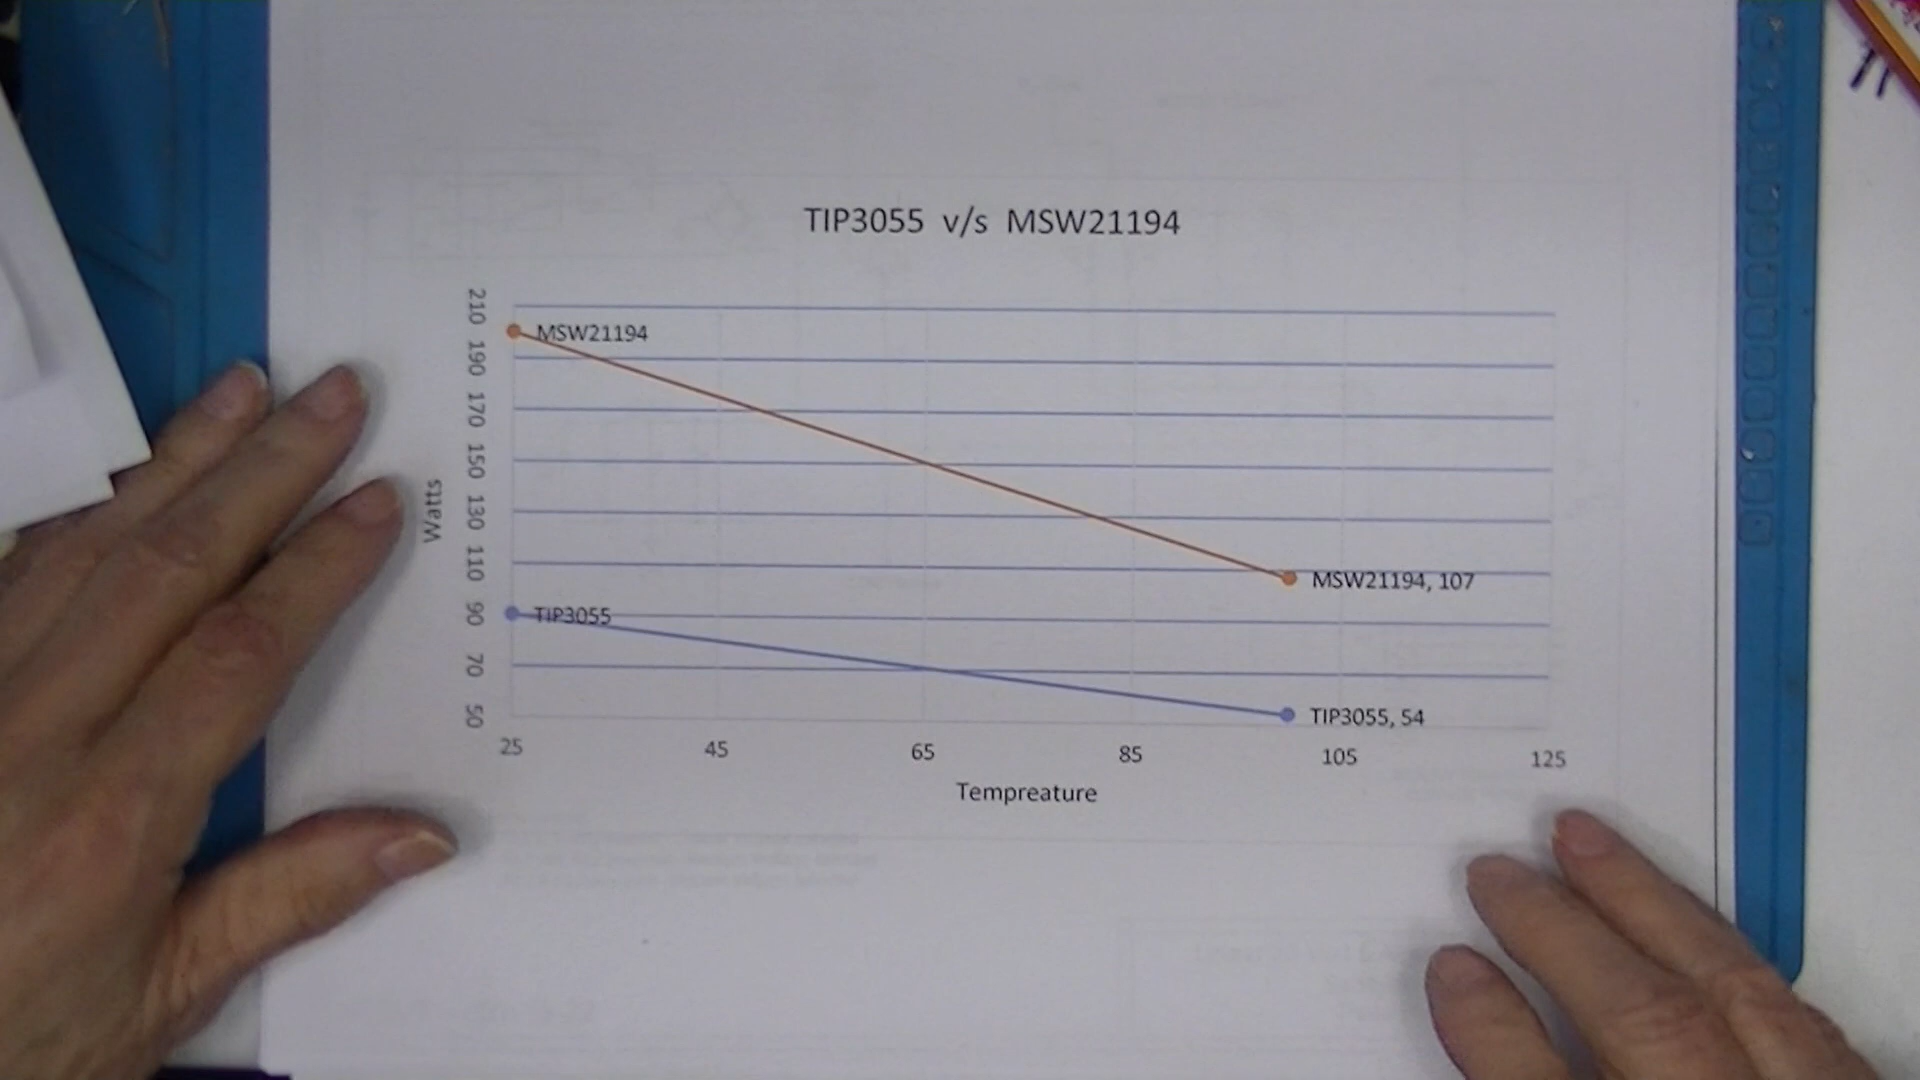 TIP3055 v/s MSW21194
210
190
170
150
130
110
90
70
50
Watts
MSW21194
MSW21194, 107
TIP3055
TIP3055, 54
25 45 65 85 105 125
Tempreature